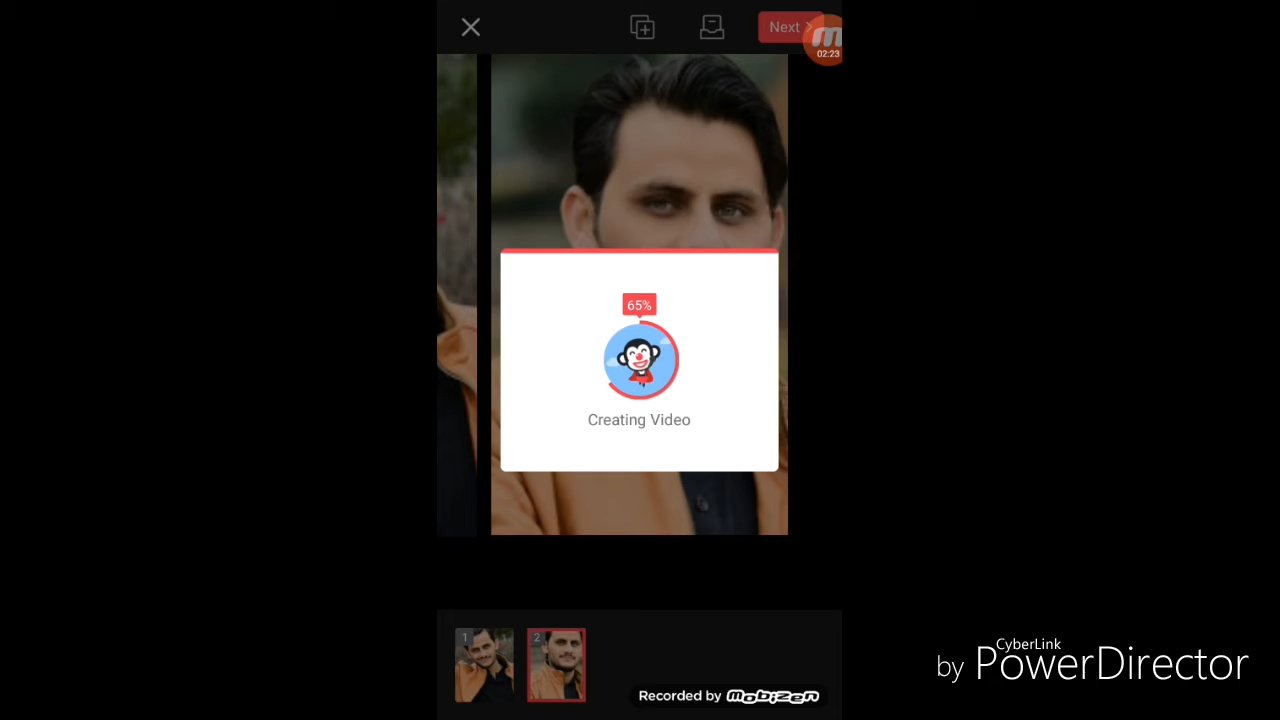 Next
02:23
65%
Creating Video
1
2
Recorded by Mobizen
CyberLink
by PowerDirector